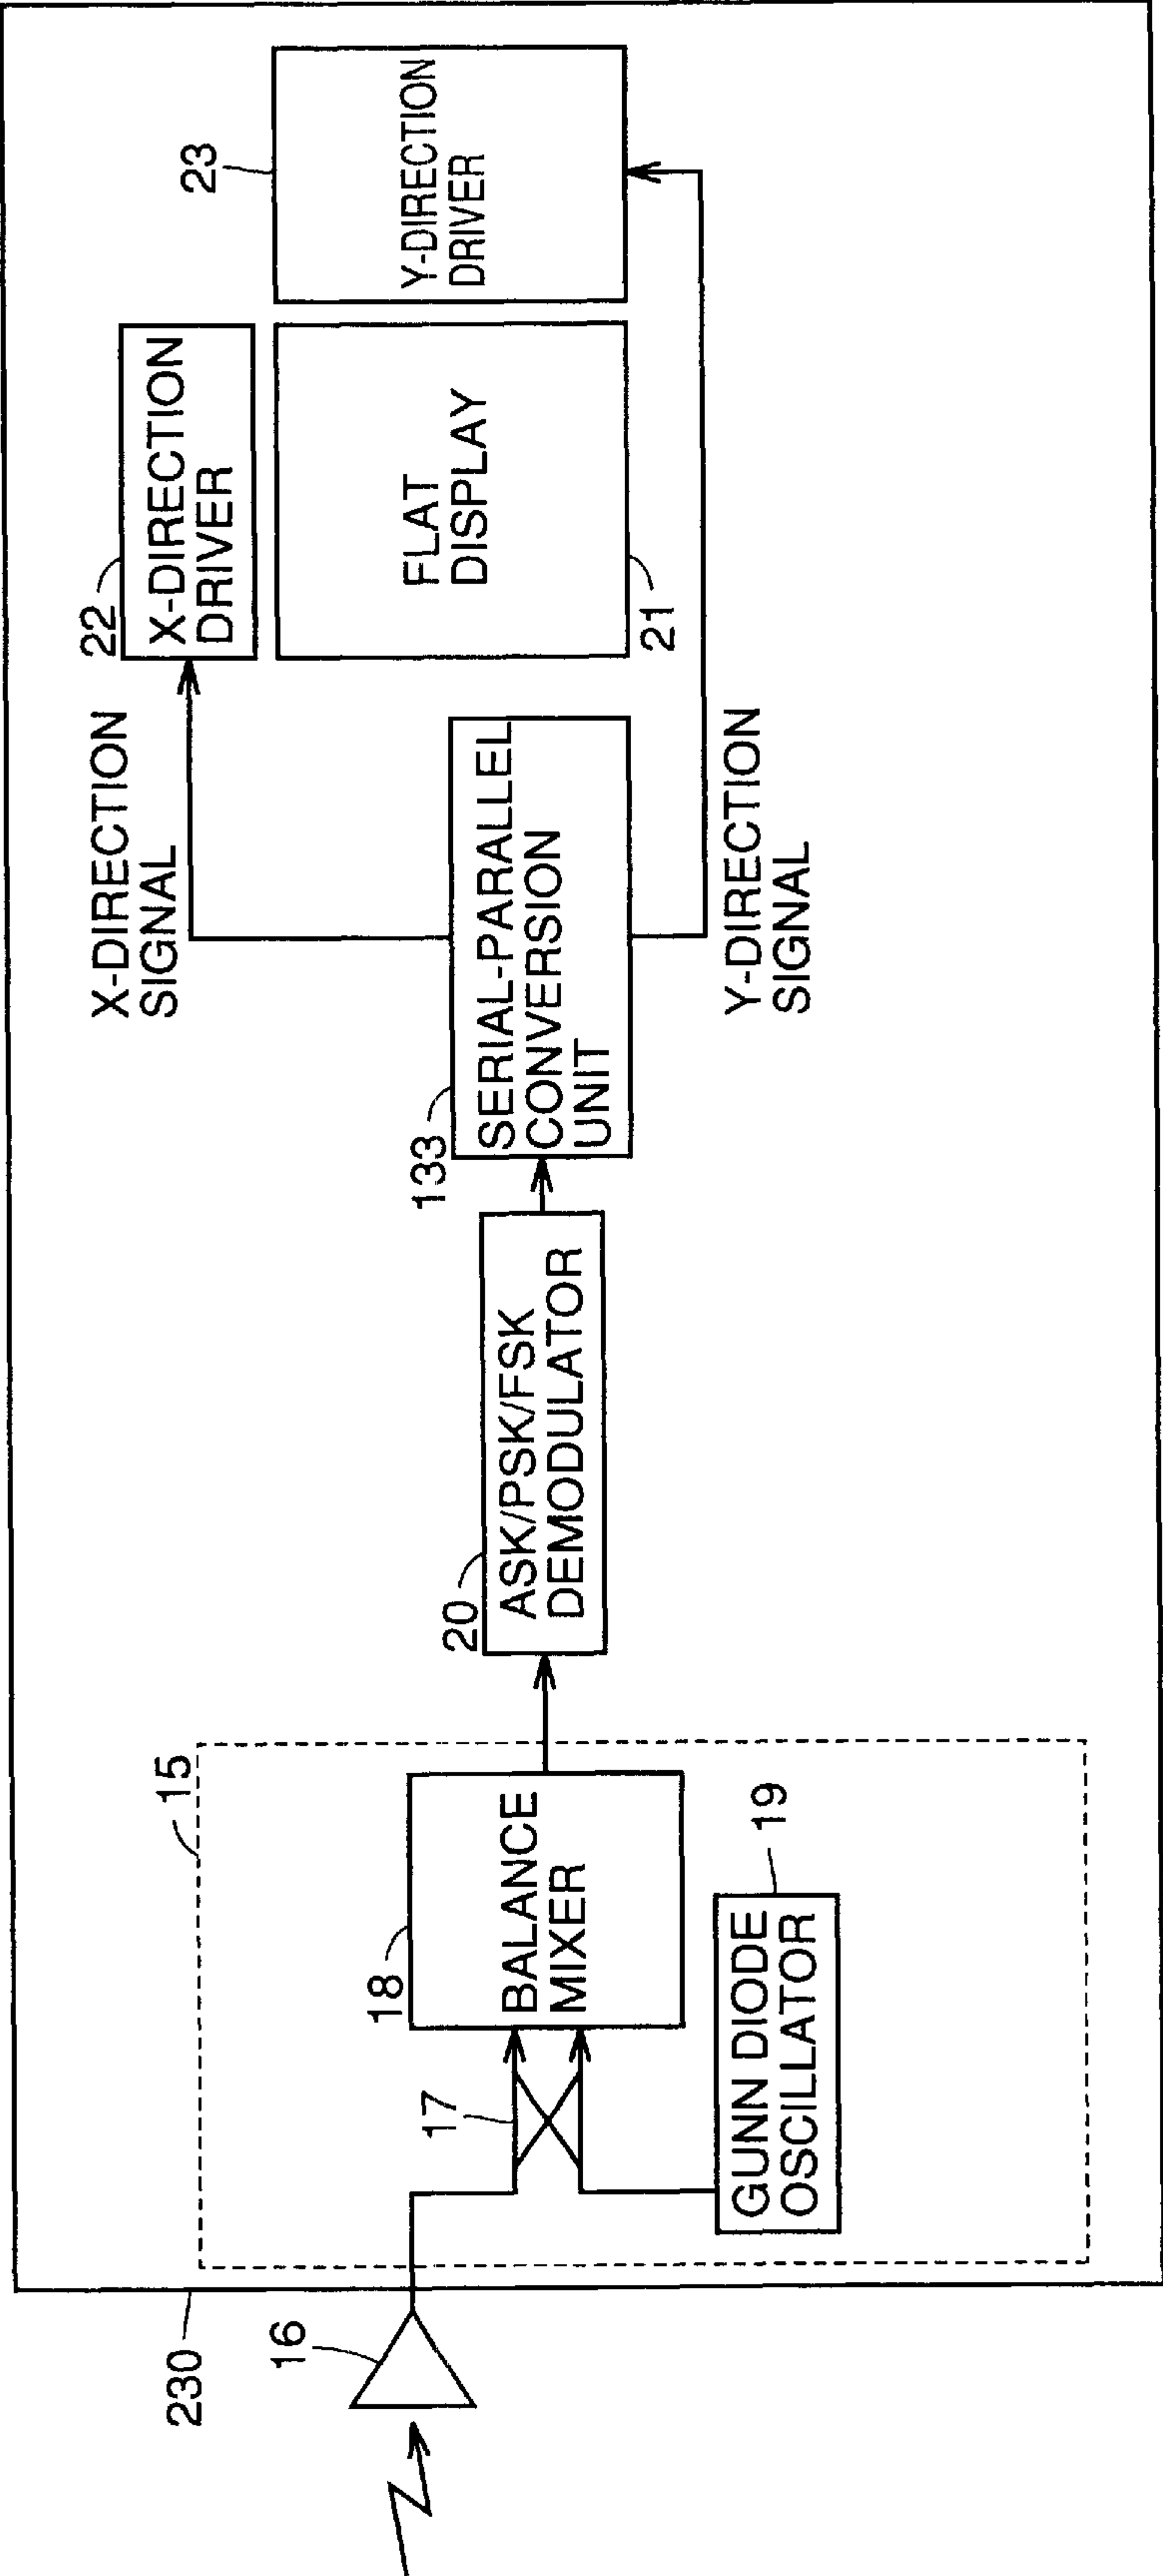 230
16
15
17
18
BALANCE
MIXER
GUNN DIODE
OSCILLATOR
19
20
ASK/PSK/FSK
DEMODULATOR
133
SERIAL-PARALLEL
CONVERSION
UNIT
X-DIRECTION
SIGNAL
Y-DIRECTION
SIGNAL
22
X-DIRECTION
DRIVER
FLAT
DISPLAY
21
23
Y-DIRECTION
DRIVER